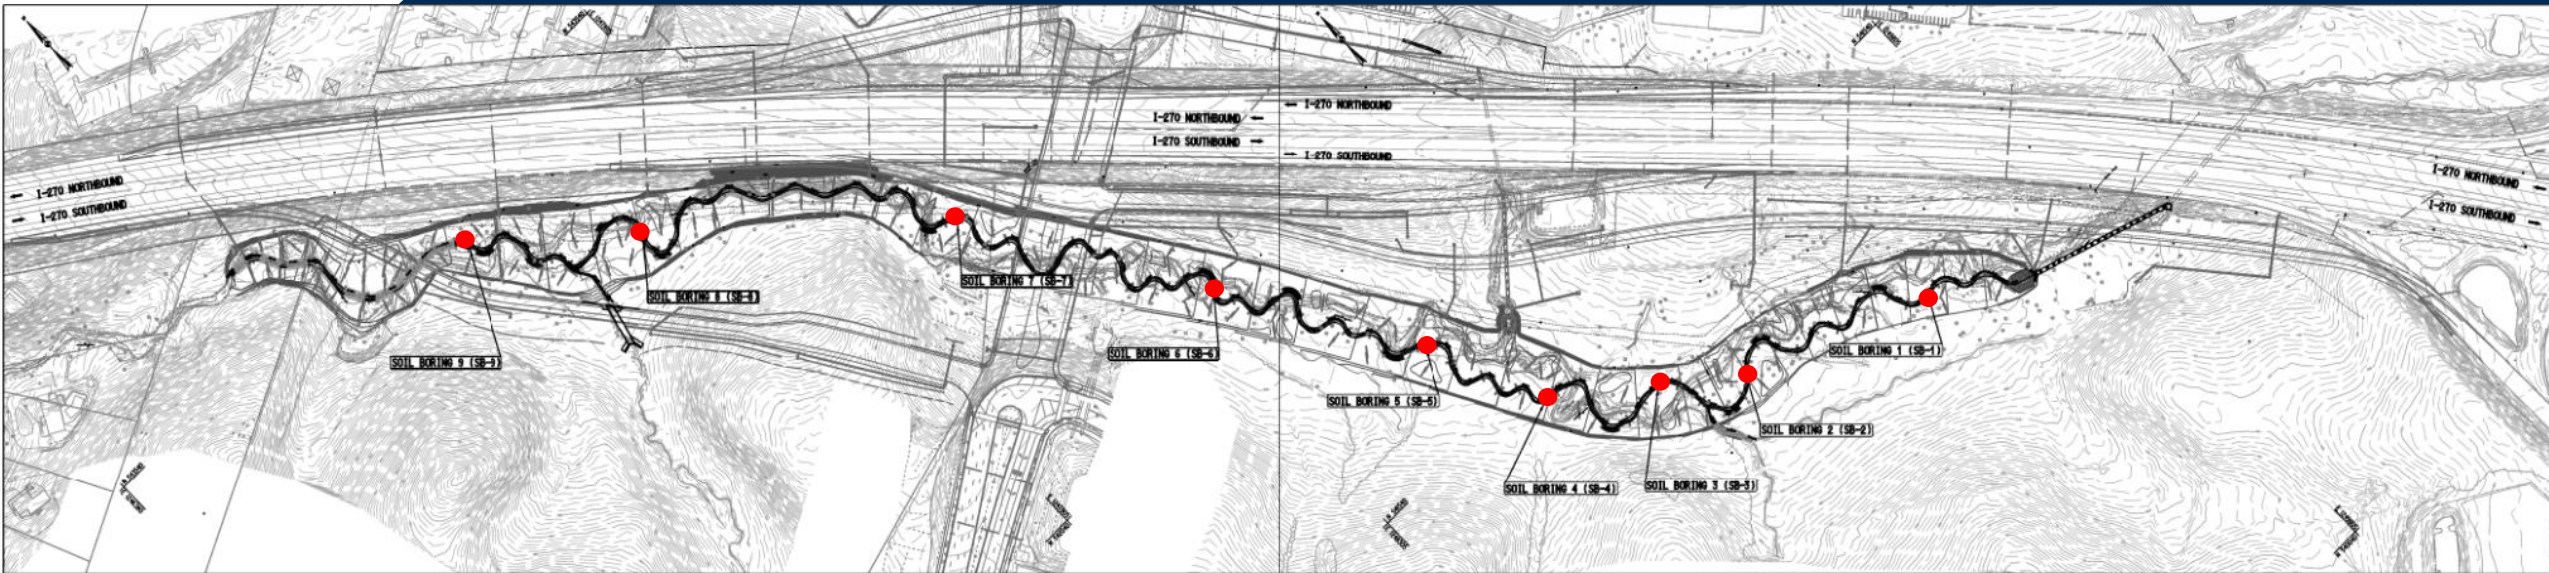 ← I-270 NORTHBOUND
→ I-270 SOUTHBOUND
I-270 NORTHBOUND ←
I-270 SOUTHBOUND →
← I-270 NORTHBOUND
→ I-270 SOUTHBOUND
I-270 NORTHBOUND ←
I-270 SOUTHBOUND →
SOIL BORING 9 (SB-9)
SOIL BORING 8 (SB-8)
SOIL BORING 7 (SB-7)
SOIL BORING 6 (SB-6)
SOIL BORING 5 (SB-5)
SOIL BORING 4 (SB-4)
SOIL BORING 3 (SB-3)
SOIL BORING 2 (SB-2)
SOIL BORING 1 (SB-1)